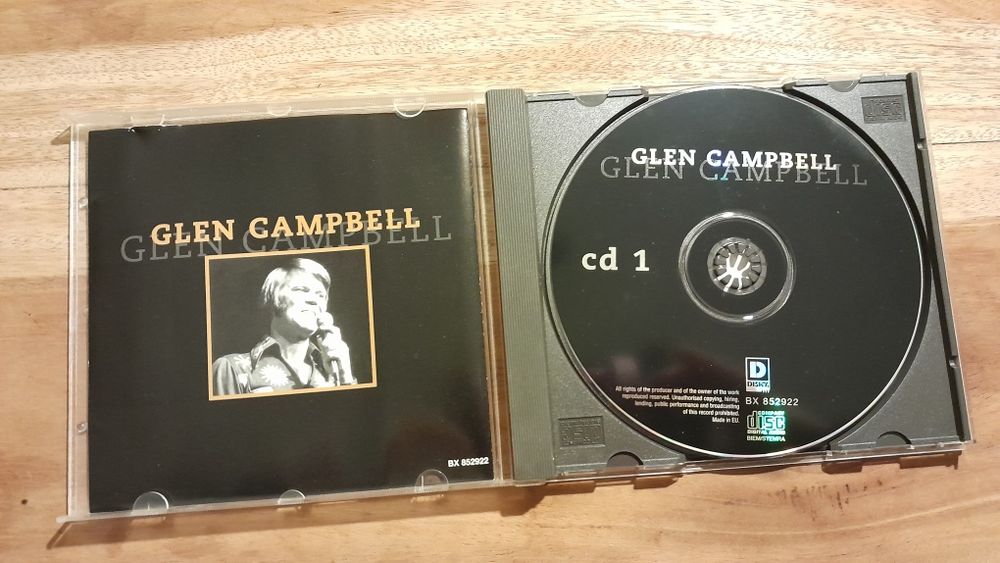 GLEN CAMPBELL
GLEN CAMPBELL
BX 852922
GLEN CAMPBELL
GLEN CAMPBELL
cd 1
D
DISKY
All rights of the producer and of the owner of the work
reproduced reserved. Unauthorised copying, hiring,
lending, public performance and broadcasting
of this record prohibited.
Made in EU.
BX 852922
COMPACT
disc
DIGITAL AUDIO
BIEM/STEMRA